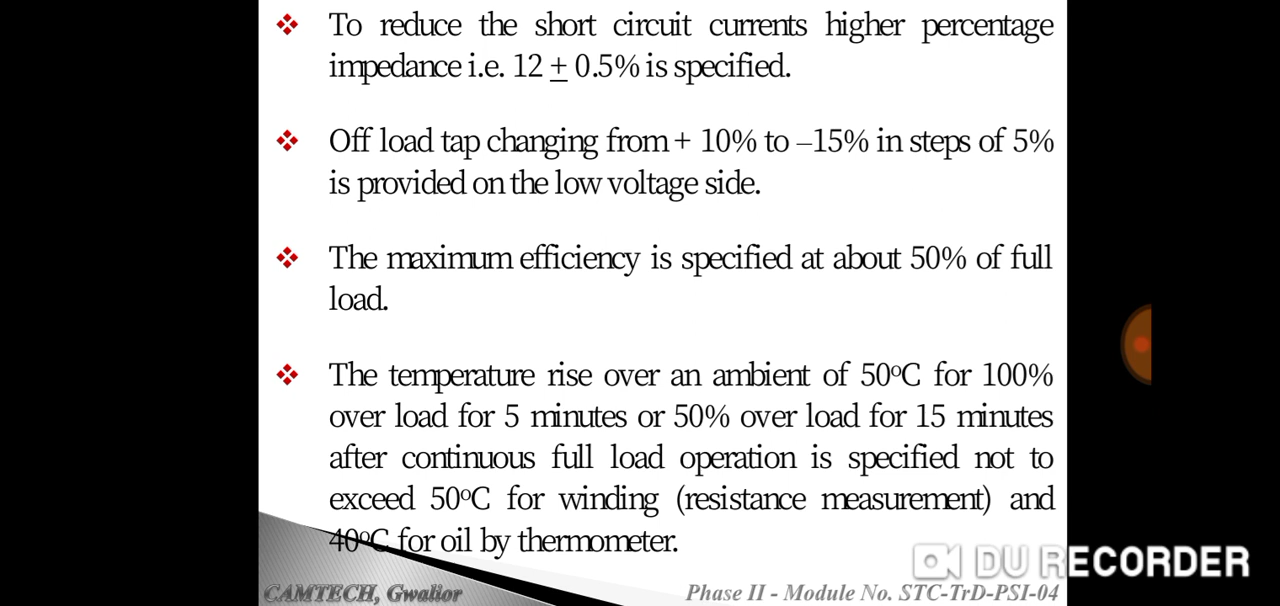 To reduce the short circuit currents higher percentage
impedance i.e. 12 ± 0.5% is specified.
Off load tap changing from + 10% to –15% in steps of 5%
is provided on the low voltage side.
The maximum efficiency is specified at about 50% of full
load.
The temperature rise over an ambient of 50°C for 100%
over load for 5 minutes or 50% over load for 15 minutes
after continuous full load operation is specified not to
exceed 50°C for winding (resistance measurement) and
40°C for oil by thermometer.
DU RECORDER
CAMTECH, Gwalior
Phase II - Module No. STC-TrD-PSI-04